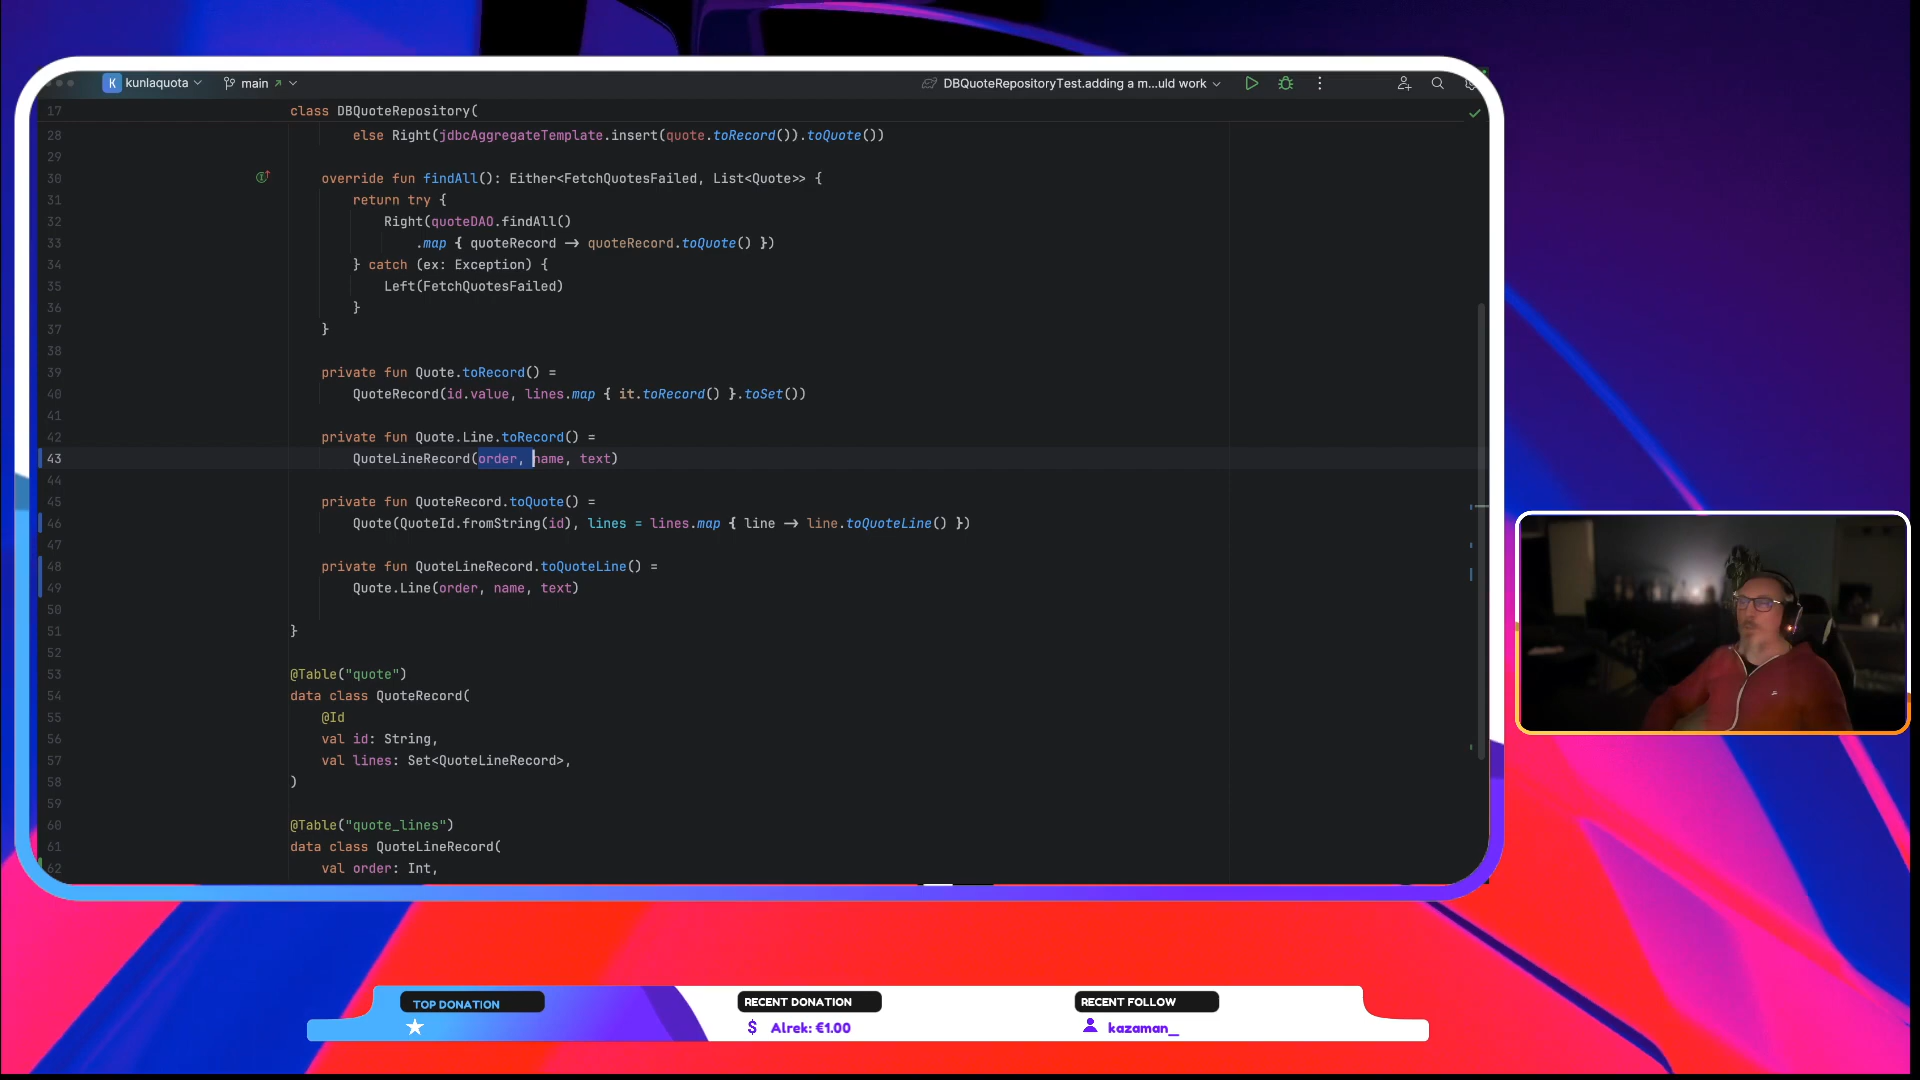 K kunlaquota main DBQuoteRepositoryTest.adding a m...uld work
17 class DBQuoteRepository(
28 else Right(jdbcAggregateTemplate.insert(quote.toRecord()).toQuote())
29
30 override fun findAll(): Either<FetchQuotesFailed, List<Quote>> {
31 return try {
32 Right(quoteDAO.findAll()
33 .map { quoteRecord → quoteRecord.toQuote() })
34 } catch (ex: Exception) {
35 Left(FetchQuotesFailed)
36 }
37 }
38
39 private fun Quote.toRecord() =
40 QuoteRecord(id.value, lines.map { it.toRecord() }.toSet())
41
42 private fun Quote.Line.toRecord() =
43 QuoteLineRecord(order, name, text)
44
45 private fun QuoteRecord.toQuote() =
46 Quote(QuoteId.fromString(id), lines = lines.map { line → line.toQuoteLine() })
47
48 private fun QuoteLineRecord.toQuoteLine() =
49 Quote.Line(order, name, text)
50
51 }
52
53 @Table("quote")
54 data class QuoteRecord(
55 @Id
56 val id: String,
57 val lines: Set<QuoteLineRecord>,
58 )
59
60 @Table("quote_lines")
61 data class QuoteLineRecord(
62 val order: Int,
TOP DONATION
RECENT DONATION
$ Alrek: €1.00
RECENT FOLLOW
kazaman_